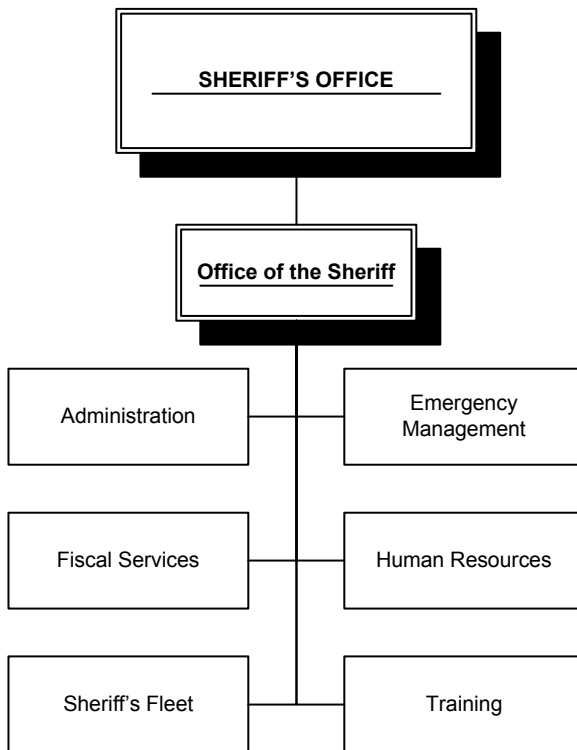 SHERIFF’S OFFICE
Office of the Sheriff
Administration
Emergency
Management
Fiscal Services
Human Resources
Sheriff’s Fleet
Training